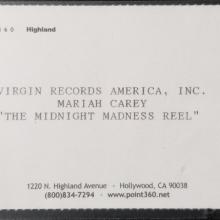 360 Highland
VIRGIN RECORDS AMERICA, INC.
MARIAH CAREY
"THE MIDNIGHT MADNESS REEL"
1220 N. Highland Avenue · Hollywood, CA 90038
(800)834-7294 · www.point360.net